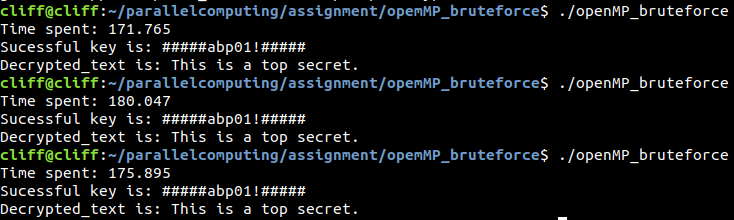 cliff@cliff:~/parallelcomputing/assignment/opemMP_bruteforce$ ./openMP_bruteforce
Time spent: 171.765
Sucessful key is: #####abp01!#####
Decrypted_text is: This is a top secret.
cliff@cliff:~/parallelcomputing/assignment/opemMP_bruteforce$ ./openMP_bruteforce
Time spent: 180.047
Sucessful key is: #####abp01!#####
Decrypted_text is: This is a top secret.
cliff@cliff:~/parallelcomputing/assignment/opemMP_bruteforce$ ./openMP_bruteforce
Time spent: 175.895
Sucessful key is: #####abp01!#####
Decrypted_text is: This is a top secret.